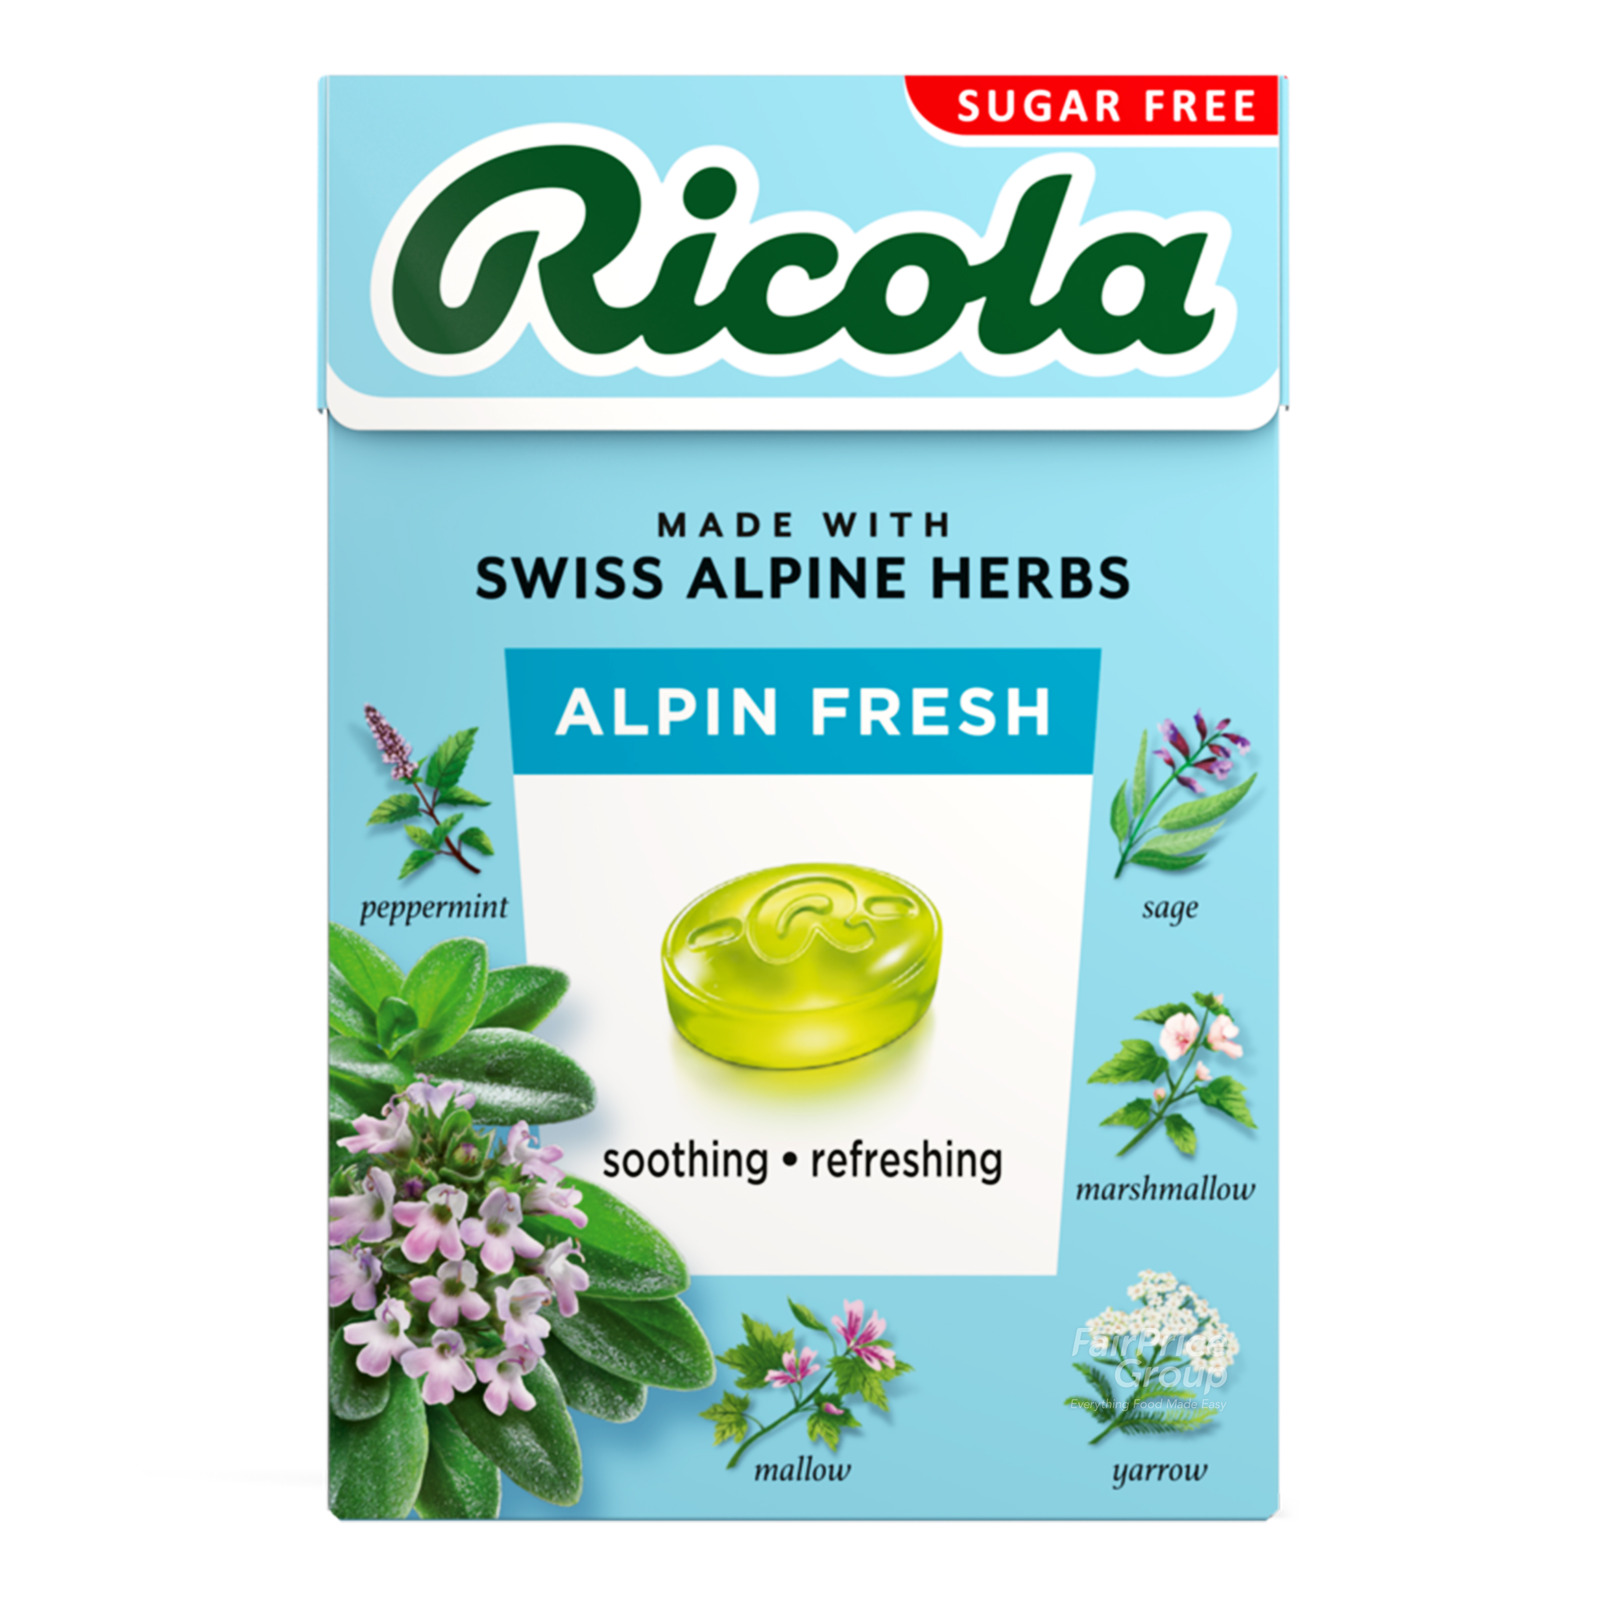 SUGAR FREE
Ricola
MADE WITH
SWISS ALPINE HERBS
ALPIN FRESH
peppermint
sage
soothing • refreshing
marshmallow
FairPrice
Group
Everything Food Made Easy
mallow
yarrow